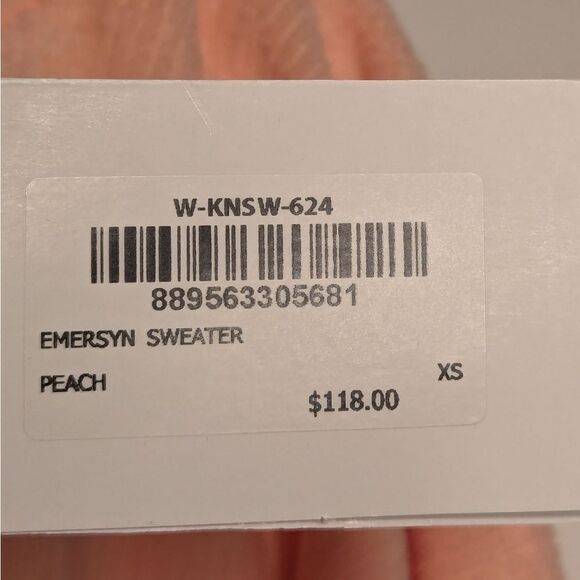 W-KNSW-624
889563305681
EMERSYN SWEATER
PEACH
XS
$118.00